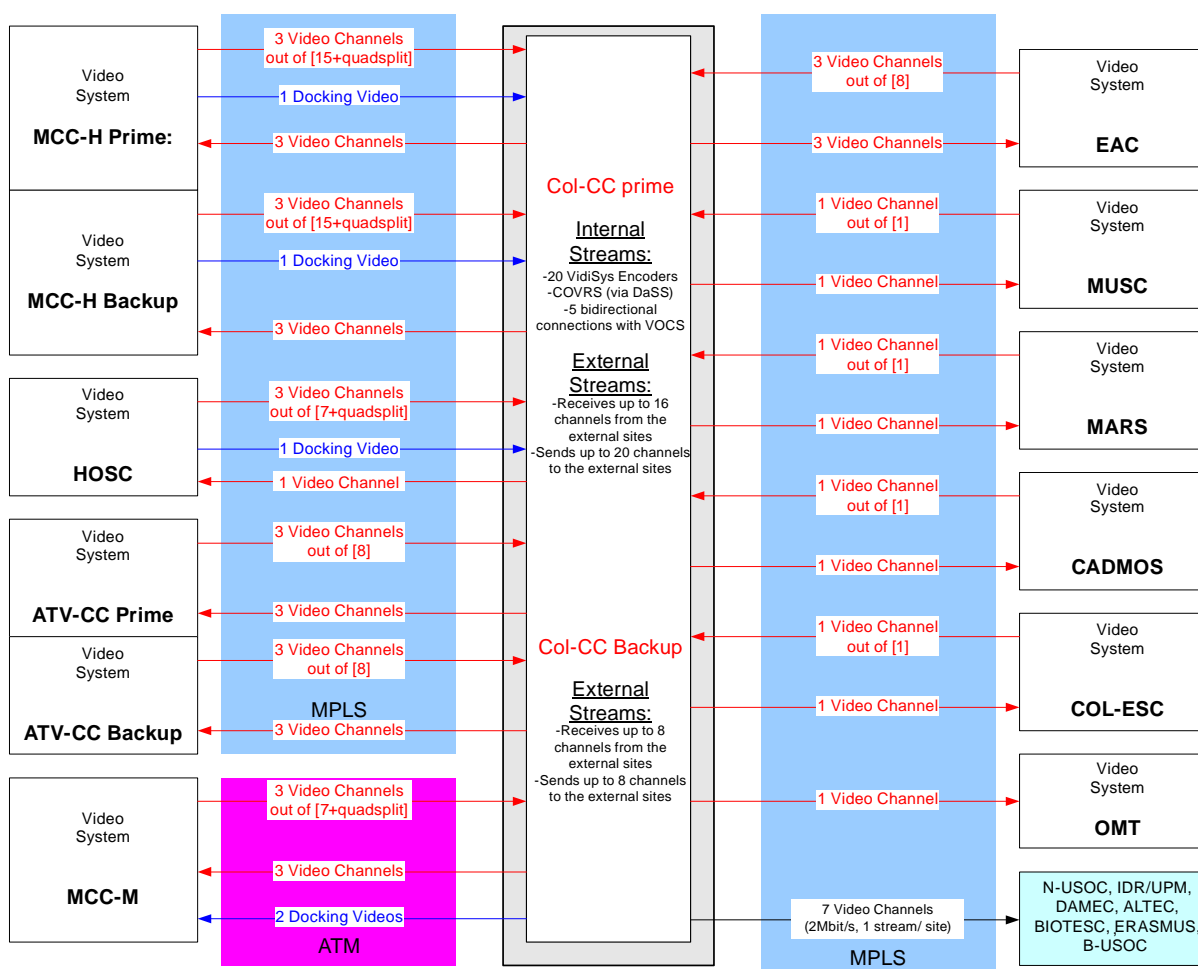 Video
System
MCC-H Prime:
Video
System
MCC-H Backup
Video
System
HOSC
Video
System
ATV-CC Prime
Video
System
ATV-CC Backup
Video
System
MCC-M
3 Video Channels
out of [15+quadsplit]
1 Docking Video
3 Video Channels
3 Video Channels
out of [15+quadsplit]
1 Docking Video
3 Video Channels
3 Video Channels
out of [7+quadsplit]
1 Docking Video
1 Video Channel
3 Video Channels
out of [8]
3 Video Channels
3 Video Channels
out of [8]
MPLS
3 Video Channels
3 Video Channels
out of [7+quadsplit]
3 Video Channels
2 Docking Videos
ATM
Col-CC prime
Internal
Streams:
-20 VidiSys Encoders
-COVRS (via DaSS)
-5 bidirectional
connections with VOCS
External
Streams:
-Receives up to 16
channels from the
external sites
-Sends up to 20 channels
to the external sites
Col-CC Backup
External
Streams:
-Receives up to 8
channels from the
external sites
-Sends up to 8 channels
to the external sites
3 Video Channels
out of [8]
3 Video Channels
1 Video Channel
out of [1]
1 Video Channel
1 Video Channel
out of [1]
1 Video Channel
1 Video Channel
out of [1]
1 Video Channel
1 Video Channel
out of [1]
1 Video Channel
1 Video Channel
7 Video Channels
(2Mbit/s, 1 stream/ site)
MPLS
Video
System
EAC
Video
System
MUSC
Video
System
MARS
Video
System
CADMOS
Video
System
COL-ESC
Video
System
OMT
N-USOC, IDR/UPM,
DAMEC, ALTEC,
BIOTESC, ERASMUS,
B-USOC